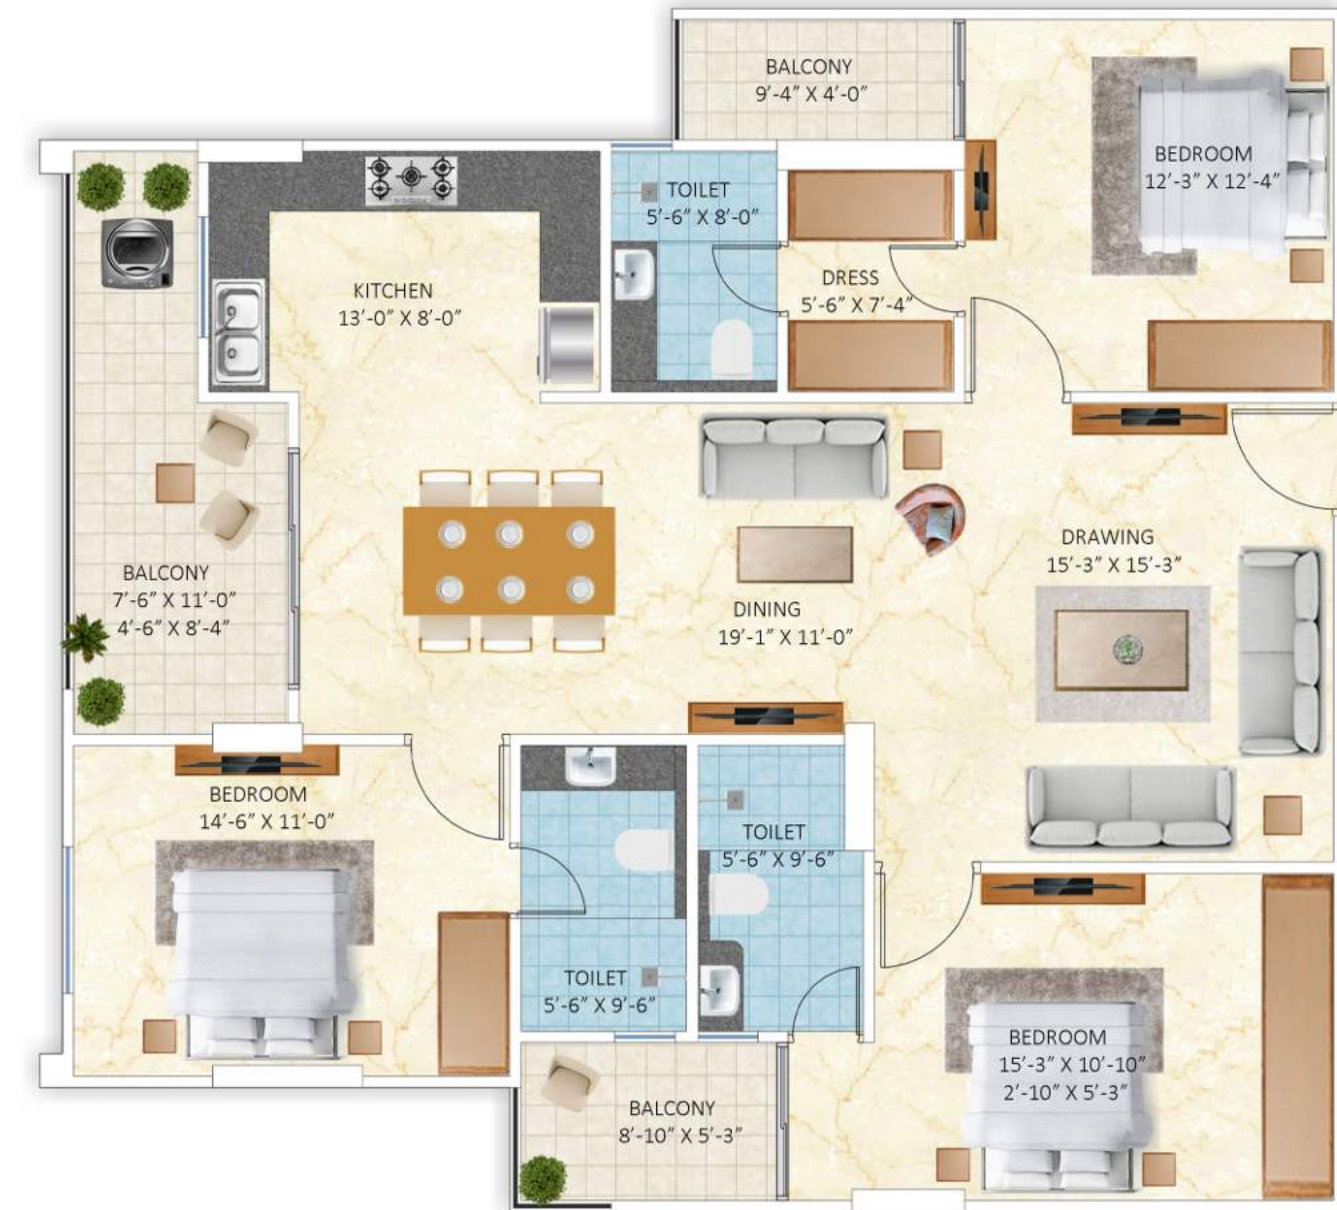 BALCONY
9'-4" X 4'-0"
BEDROOM
12'-3" X 12'-4"
TOILET
5'-6" X 8'-0"
DRESS
5'-6" X 7'-4"
KITCHEN
13'-0" X 8'-0"
DRAWING
15'-3" X 15'-3"
BALCONY
7'-6" X 11'-0"
4'-6" X 8'-4"
DINING
19'-1" X 11'-0"
BEDROOM
14'-6" X 11'-0"
TOILET
5'-6" X 9'-6"
TOILET
5'-6" X 9'-6"
BEDROOM
15'-3" X 10'-10"
2'-10" X 5'-3"
BALCONY
8'-10" X 5'-3"